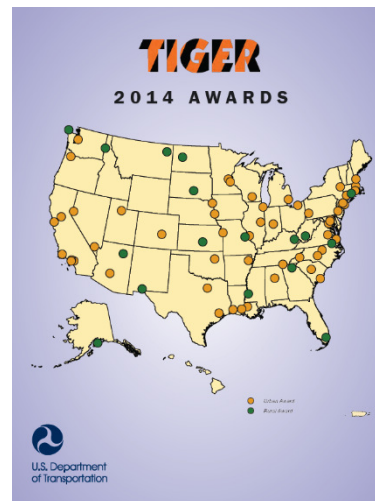 TIGER
2014 AWARDS
Urban Award
Rural Award
U.S. Department
of Transportation